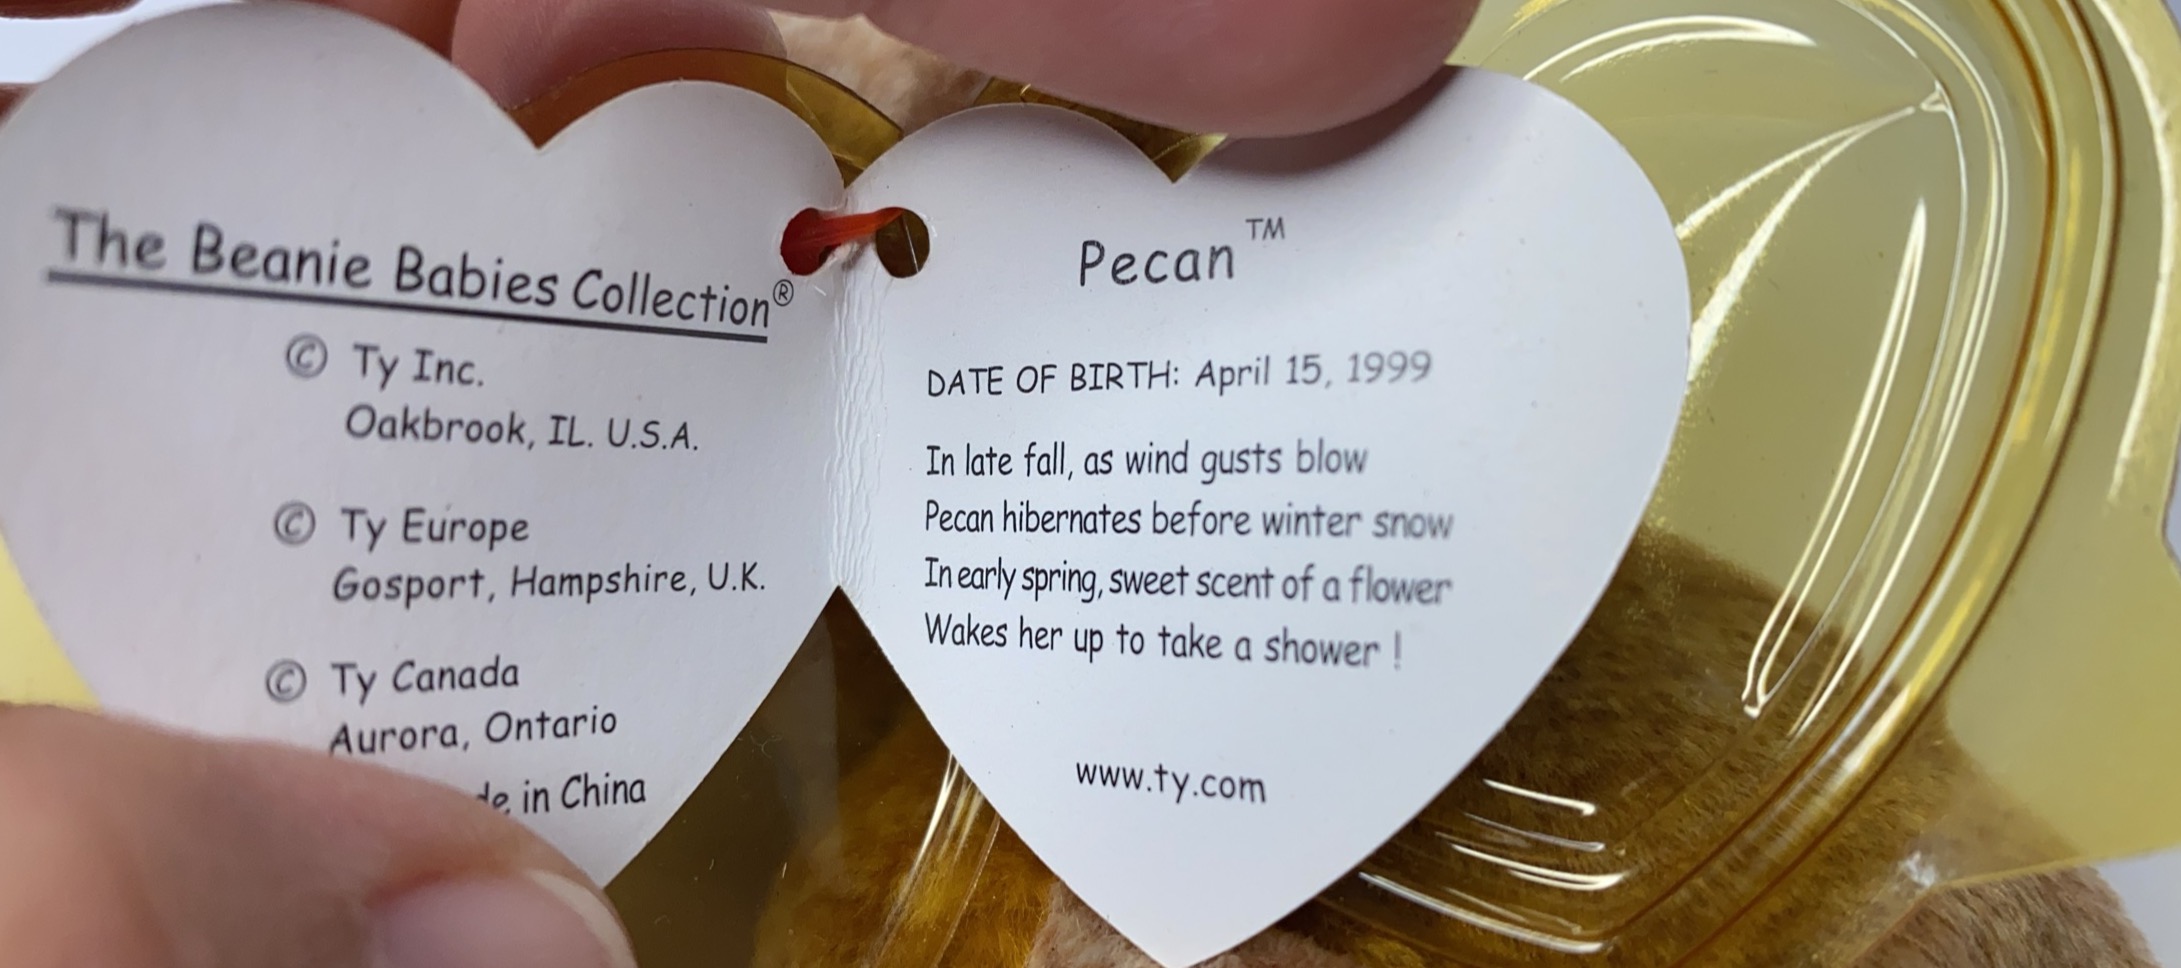 The Beanie Babies Collection®
© Ty Inc.
Oakbrook, IL. U.S.A.
© Ty Europe
Gosport, Hampshire, U.K.
© Ty Canada
Aurora, Ontario
in China
Pecan™
DATE OF BIRTH: April 15, 1999
In late fall, as wind gusts blow
Pecan hibernates before winter snow
In early spring, sweet scent of a flower
Wakes her up to take a shower !
www.ty.com